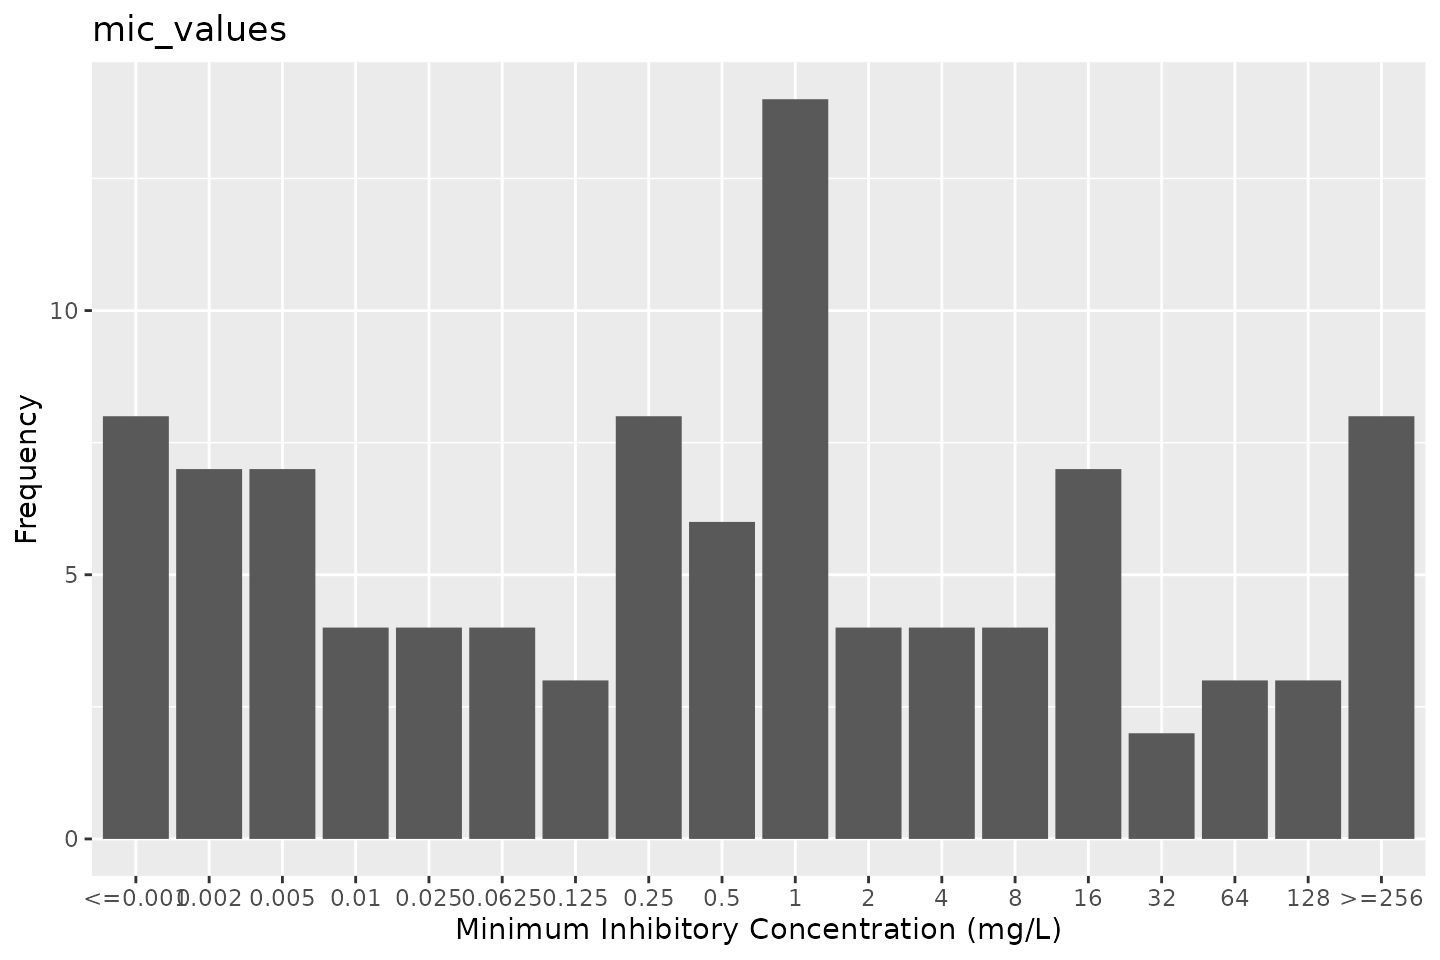 mic_values
Frequency
10
5
0
<=0.001 0.002 0.005 0.01 0.025 0.0625 0.125 0.25 0.5 1 2 4 8 16 32 64 128 >=256
Minimum Inhibitory Concentration (mg/L)